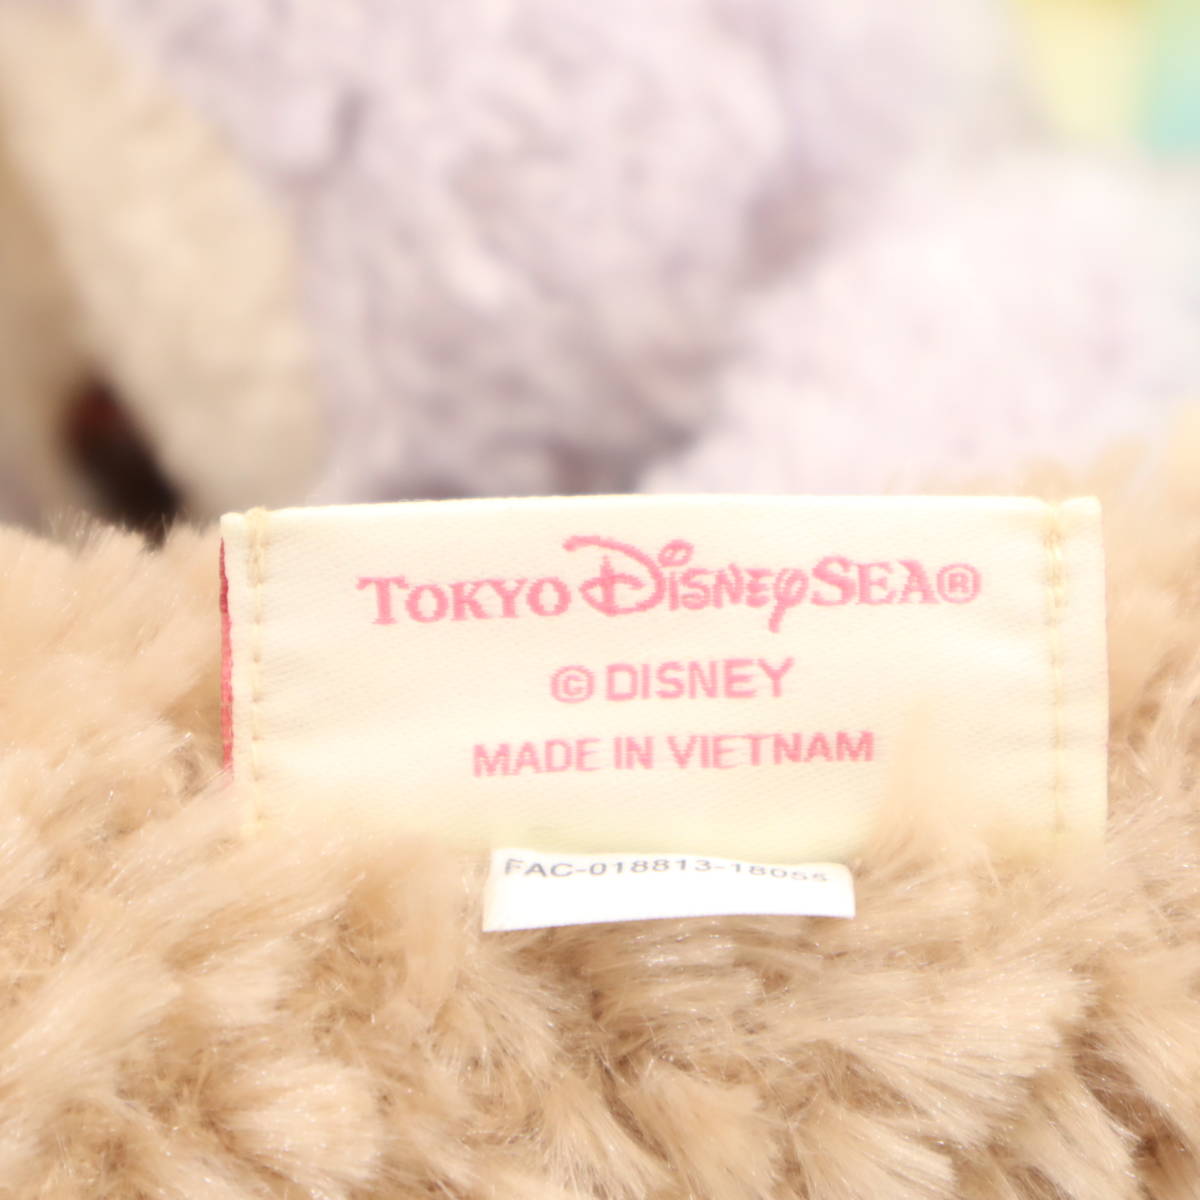 TOKYO DISNEYSEA®
© DISNEY
MADE IN VIETNAM
FAC-018813-18055